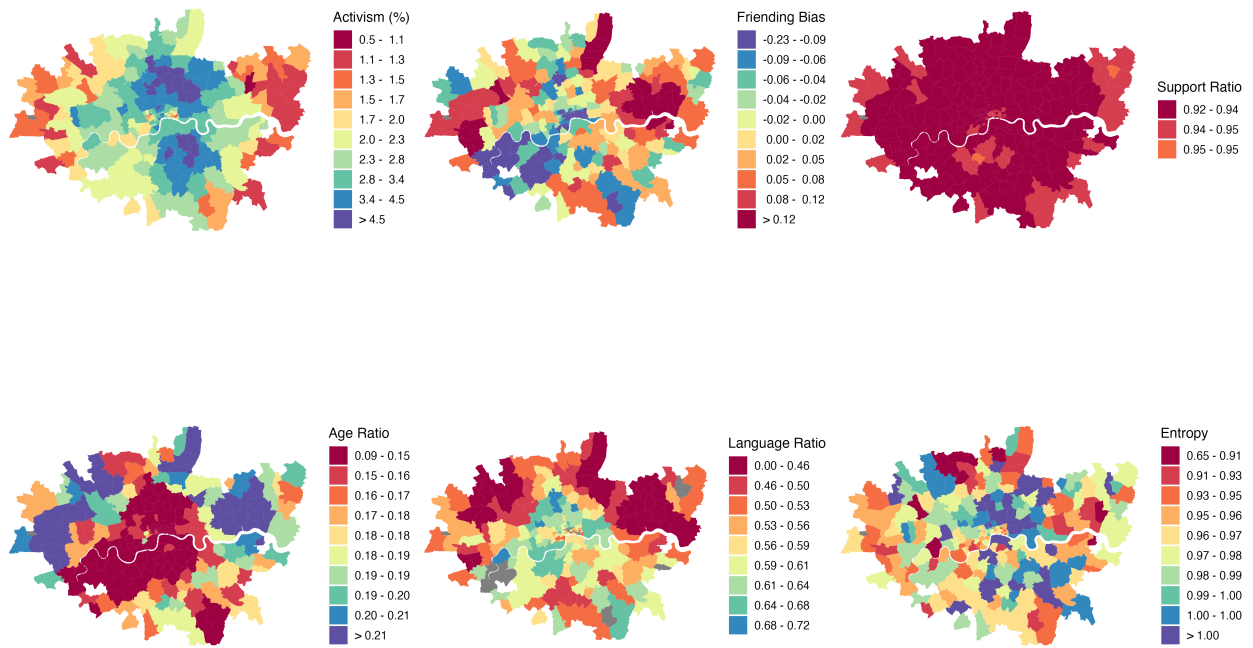 Activism (%)
0.5 - 1.1
1.1 - 1.3
1.3 - 1.5
1.5 - 1.7
1.7 - 2.0
2.0 - 2.3
2.3 - 2.8
2.8 - 3.4
3.4 - 4.5
> 4.5
Friending Bias
-0.23 - -0.09
-0.09 - -0.06
-0.06 - -0.04
-0.04 - -0.02
-0.02 - 0.00
0.00 - 0.02
0.02 - 0.05
0.05 - 0.08
0.08 - 0.12
> 0.12
Support Ratio
0.92 - 0.94
0.94 - 0.95
0.95 - 0.95
Age Ratio
0.09 - 0.15
0.15 - 0.16
0.16 - 0.17
0.17 - 0.18
0.18 - 0.18
0.18 - 0.19
0.19 - 0.19
0.19 - 0.20
0.20 - 0.21
> 0.21
Language Ratio
0.00 - 0.46
0.46 - 0.50
0.50 - 0.53
0.53 - 0.56
0.56 - 0.59
0.59 - 0.61
0.61 - 0.64
0.64 - 0.68
0.68 - 0.72
Entropy
0.65 - 0.91
0.91 - 0.93
0.93 - 0.95
0.95 - 0.96
0.96 - 0.97
0.97 - 0.98
0.98 - 0.99
0.99 - 1.00
1.00 - 1.00
> 1.00